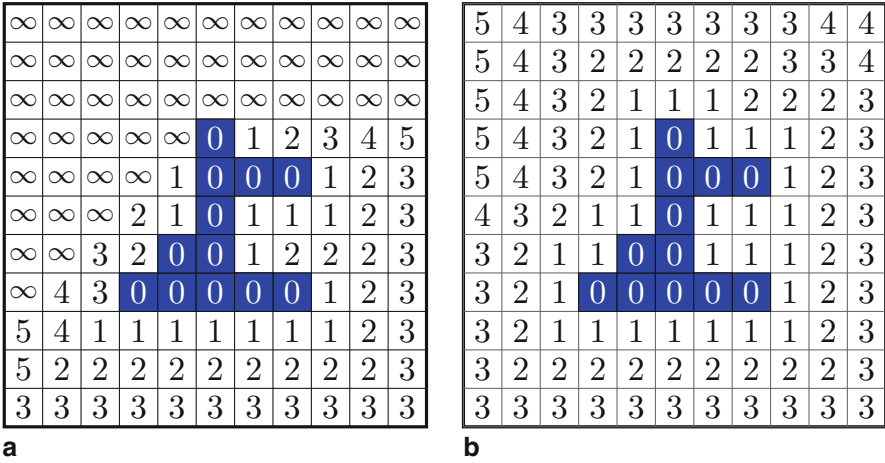 ∞ ∞ ∞ ∞ ∞ ∞ ∞ ∞ ∞ ∞ ∞
∞ ∞ ∞ ∞ ∞ ∞ ∞ ∞ ∞ ∞ ∞
∞ ∞ ∞ ∞ ∞ ∞ ∞ ∞ ∞ ∞ ∞
∞ ∞ ∞ ∞ ∞ 0 1 2 3 4 5
∞ ∞ ∞ ∞ 1 0 0 0 1 2 3
∞ ∞ ∞ 2 1 0 1 1 1 2 3
∞ ∞ 3 2 0 0 1 2 2 2 3
∞ 4 3 0 0 0 0 0 1 2 3
5 4 1 1 1 1 1 1 1 2 3
5 2 2 2 2 2 2 2 2 2 3
3 3 3 3 3 3 3 3 3 3 3
a
5 4 3 3 3 3 3 3 3 4 4
5 4 3 2 2 2 2 2 3 3 4
5 4 3 2 1 1 1 2 2 2 3
5 4 3 2 1 0 1 1 1 2 3
5 4 3 2 1 0 0 0 1 2 3
4 3 2 1 1 0 1 1 1 2 3
3 2 1 1 0 0 1 1 1 2 3
3 2 1 0 0 0 0 0 1 2 3
3 2 1 1 1 1 1 1 1 2 3
3 2 2 2 2 2 2 2 2 2 3
3 3 3 3 3 3 3 3 3 3 3
b